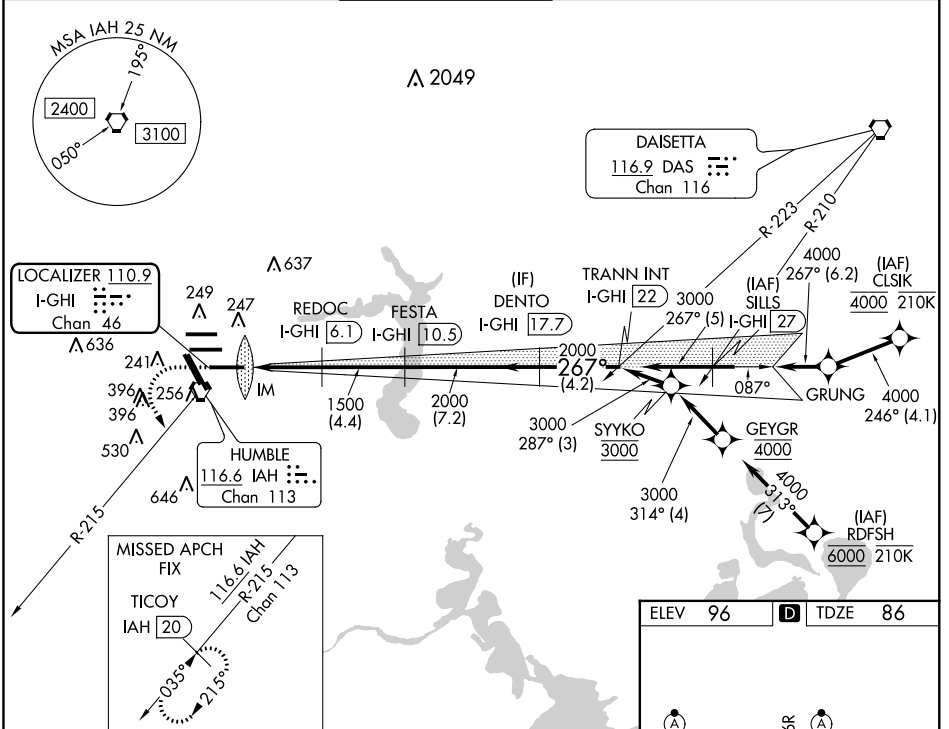 MSA IAH 25 NM
195°
2400
3100
050°
2049
DAISETTA
116.9 DAS
Chan 116
R-223
R-210
LOCALIZER 110.9
I-GHI
Chan 46
637
636
249
247
241
396
396
256
530
646
IM
REDOC
I-GHI 6.1
FESTA
I-GHI 10.5
(IF)
DENTO
I-GHI 17.7
TRANN INT
I-GHI 22
3000
267° (5)
(IAF)
SILLS
I-GHI 27
4000
267° (6.2)
(IAF)
CLSIK
4000 210K
2000
267°
(4.2)
087°
GRUNG
4000
246° (4.1)
1500
(4.4)
2000
(7.2)
3000
287° (3)
SYYKO
3000
GEYGR
4000
3000
314° (4)
4000
313°
(7)
(IAF)
RDFSH
6000 210K
HUMBLE
116.6 IAH
Chan 113
R-215
MISSED APCH
FIX
TICOY
IAH 20
116.6 IAH
R-215
Chan 113
035°
215°
ELEV 96 D TDZE 86
A
A